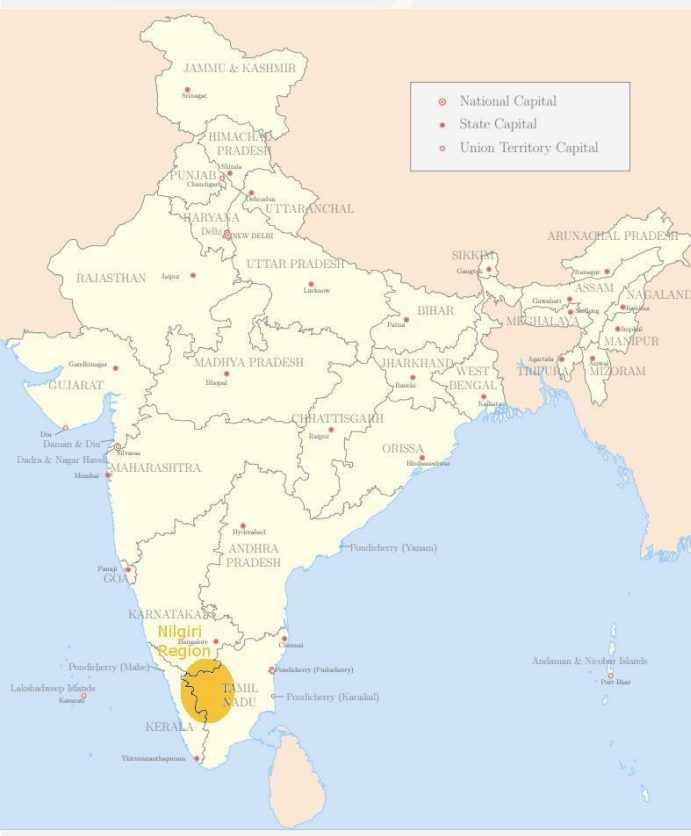 JAMMU & KASHMIR
Srinagar
National Capital
State Capital
Union Territory Capital
HIMACHAL
PRADESH
Shimla
PUNJAB
Chandigarh
Dehradun
UTTARANCHAL
HARYANA
Delhi
NEW DELHI
ARUNACHAL PRADESH
Itanagar
SIKKIM
Gangtok
RAJASTHAN
Jaipur
UTTAR PRADESH
Lucknow
ASSAM
Guwahati
NAGALAND
Kohima
BIHAR
Patna
MEGHALAYA
Shillong
Imphal
MANIPUR
Gandhinagar
GUJARAT
MADHYA PRADESH
Bhopal
JHARKHAND
Ranchi
WEST
BENGAL
Kolkata
Agartala
TRIPURA
Aizwal
MIZORAM
CHHATTISGARH
Raipur
Diu
Daman & Diu
Silvassa
Dadra & Nagar Haveli
MAHARASHTRA
Mumbai
ORISSA
Bhubaneshwar
Hyderabad
ANDHRA
PRADESH
Pondicherry (Yanam)
Panaji
GOA
KARNATAKA
Nilgiri
Region
Bangalore
Chennai
Pondicherry (Mahe)
Pondicherry (Puducherry)
Andaman & Nicobar Islands
Port Blair
Lakshadweep Islands
Kavarati
TAMIL
NADU
Pondicherry (Karaikal)
KERALA
Thiruvananthapuram